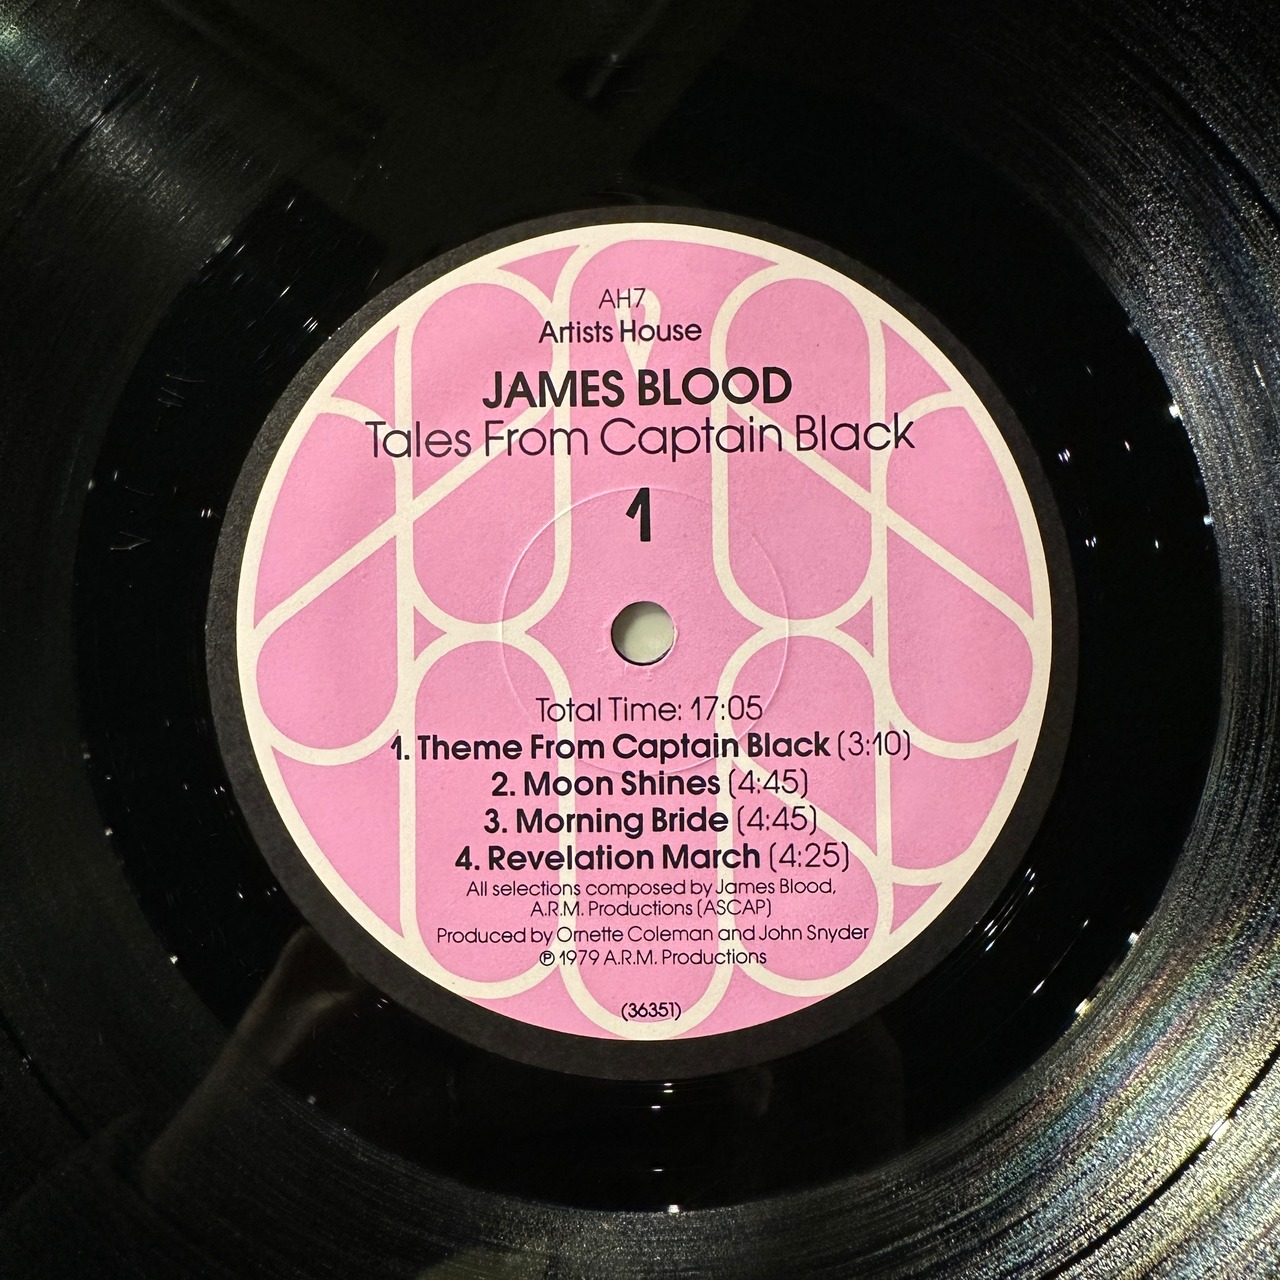 AH7
Artists House
JAMES BLOOD
Tales From Captain Black
1
Total Time: 17:05
1. Theme From Captain Black (3:10)
2. Moon Shines (4:45)
3. Morning Bride (4:45)
4. Revelation March (4:25)
All selections composed by James Blood,
A.R.M. Productions (ASCAP)
Produced by Ornette Coleman and John Snyder
℗ 1979 A.R.M. Productions
(36351)